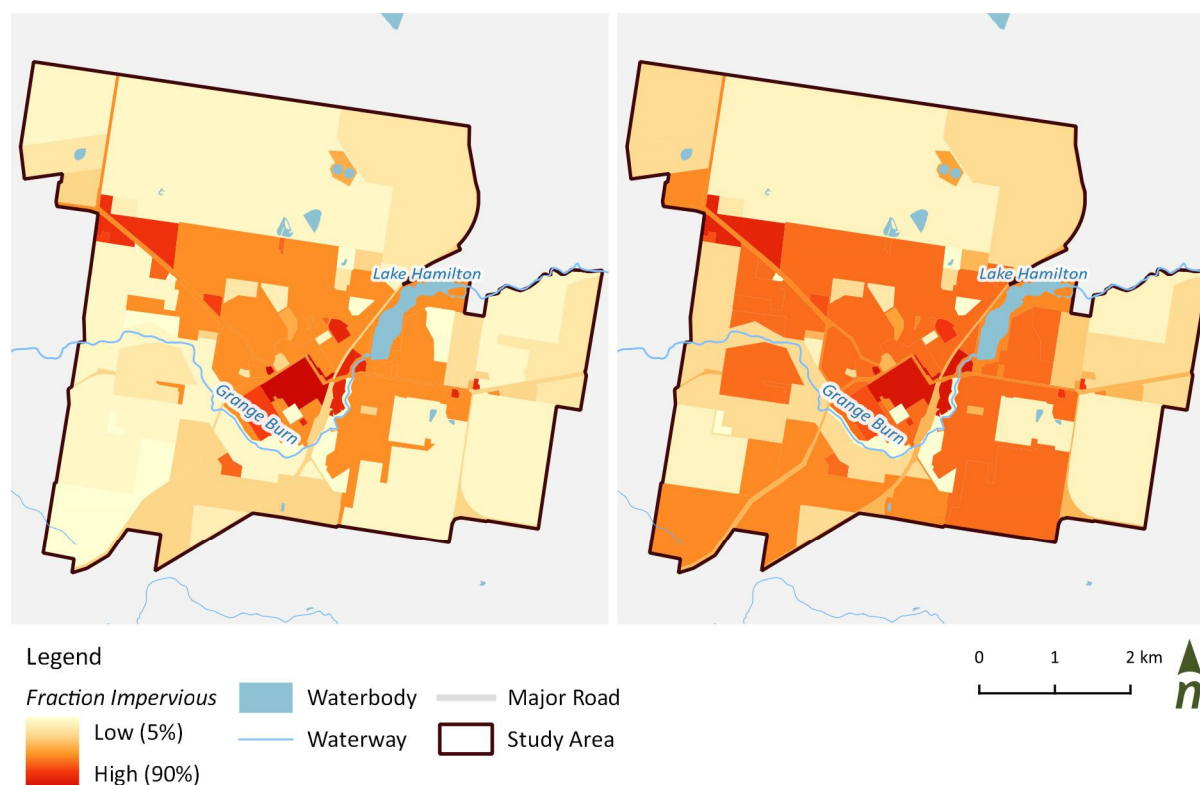 Lake Hamilton
Grange Burn
Lake Hamilton
Grange Burn
Legend
Fraction Impervious
Low (5%)
High (90%)
Waterbody
Waterway
Major Road
Study Area
0 1 2 km
n